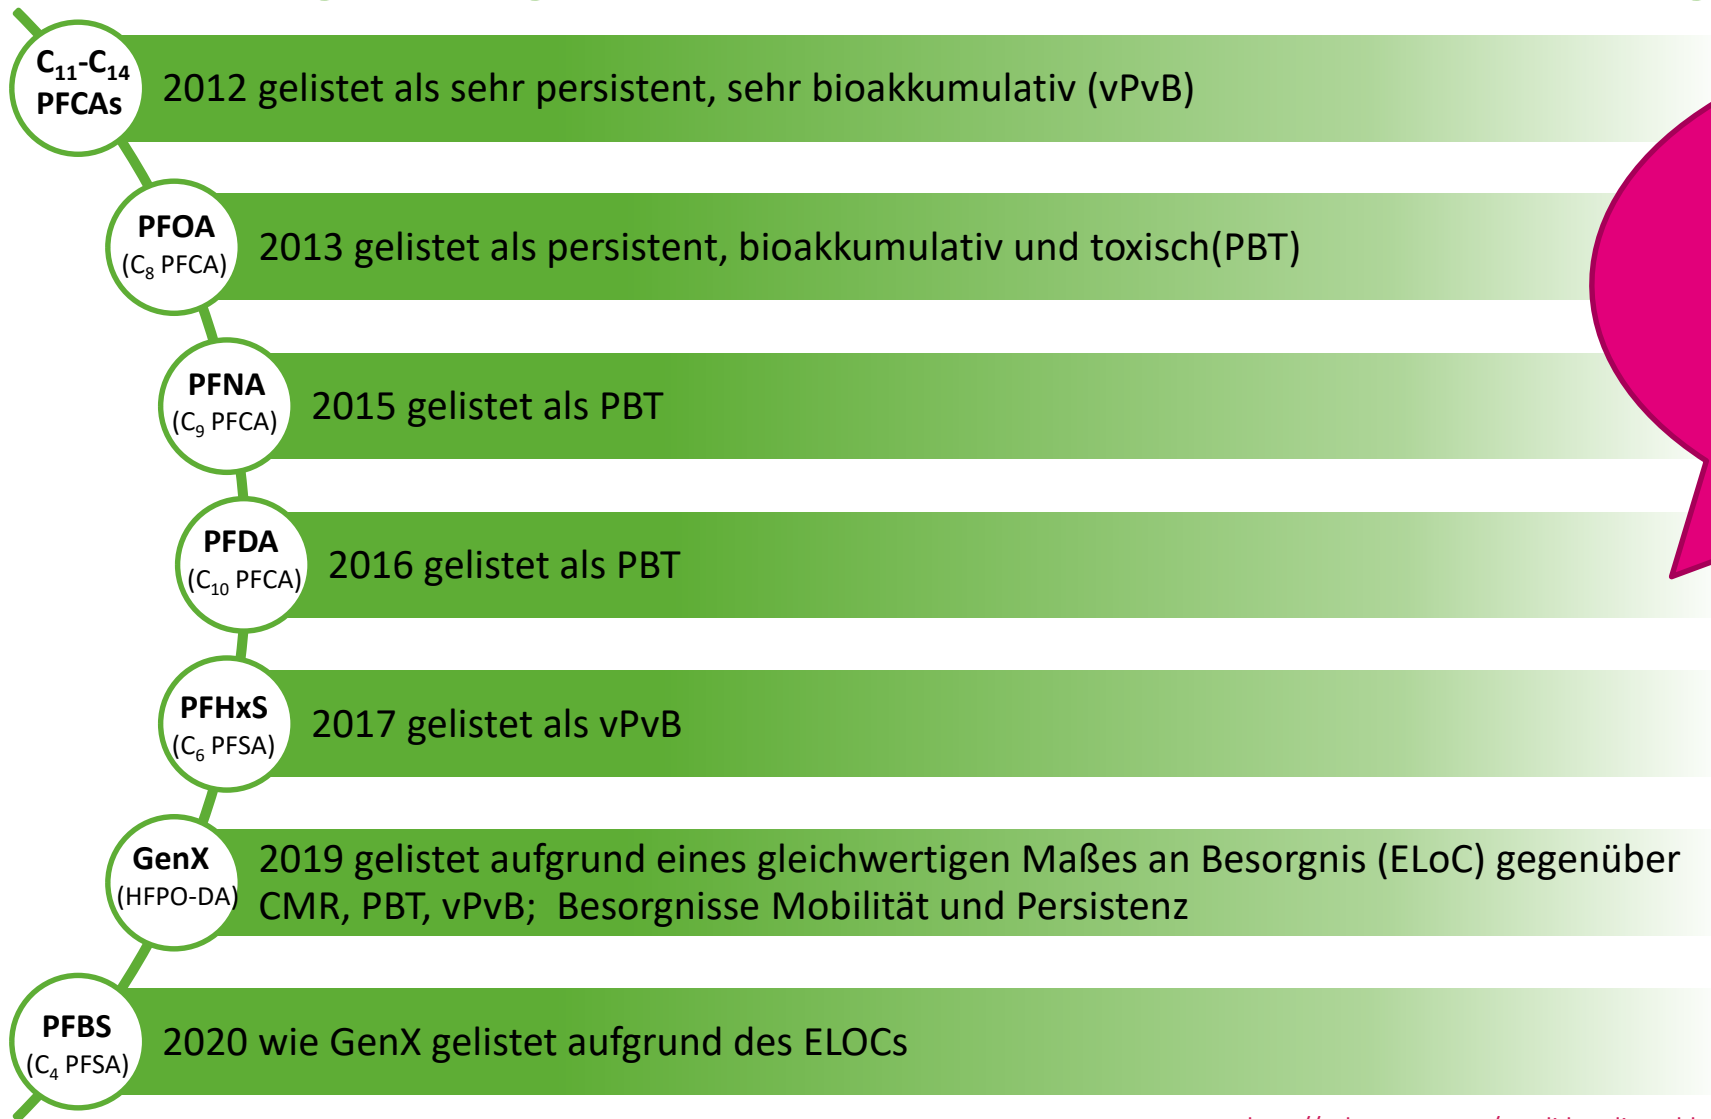 C₁₁-C₁₄
PFCAs
2012 gelistet als sehr persistent, sehr bioakkumulativ (vPvB)
PFOA
(C₈ PFCA)
2013 gelistet als persistent, bioakkumulativ und toxisch(PBT)
PFNA
(C₉ PFCA)
2015 gelistet als PBT
PFDA
(C₁₀ PFCA)
2016 gelistet als PBT
PFHxS
(C₆ PFSA)
2017 gelistet als vPvB
GenX
(HFPO-DA)
2019 gelistet aufgrund eines gleichwertigen Maßes an Besorgnis (ELoC) gegenüber
CMR, PBT, vPvB; Besorgnisse Mobilität und Persistenz
PFBS
(C₄ PFSA)
2020 wie GenX gelistet aufgrund des ELOCs